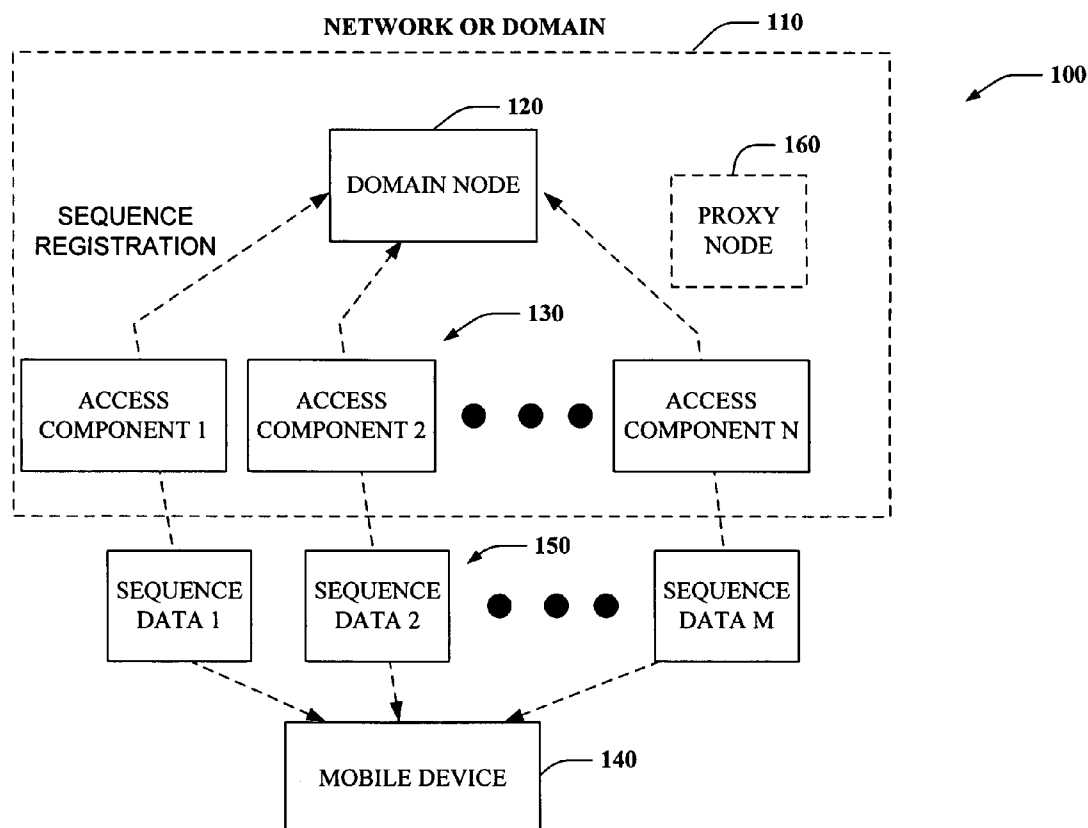 NETWORK OR DOMAIN
110
100
120
160
DOMAIN NODE
PROXY
NODE
SEQUENCE
REGISTRATION
130
ACCESS
COMPONENT 1
ACCESS
COMPONENT 2
ACCESS
COMPONENT N
150
SEQUENCE
DATA 1
SEQUENCE
DATA 2
SEQUENCE
DATA M
MOBILE DEVICE
140